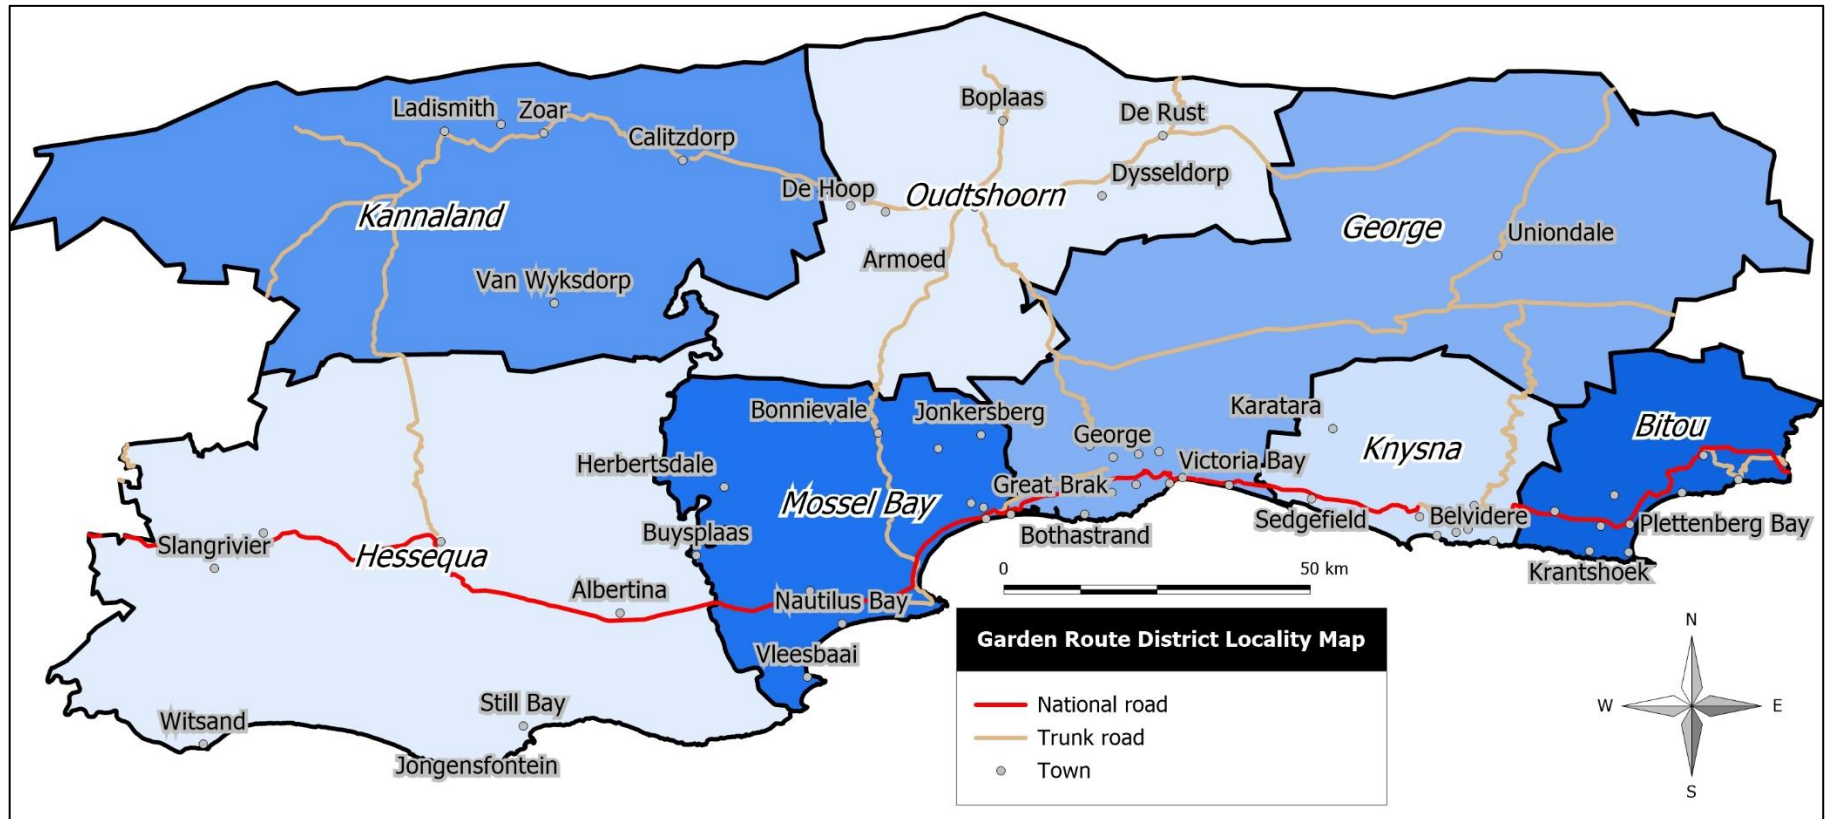 Ladismith
Zoar
Boplaas
De Rust
Calitzdorp
Dysseldorp
De Hoop
Oudtshoorn
Kannaland
George
Uniondale
Armoed
Van Wyksdorp
Bonnievale
Jonkersberg
Karatara
George
Knysna
Bitou
Herbertsdale
Victoria Bay
Mossel Bay
Great Brak
Sedgefield
Belvidere
Plettenberg Bay
Slangrivier
Hessequa
Buysplaas
Bothastrand
Krantshoek
Albertina
Nautilus Bay
Vleesbaai
Witsand
Still Bay
Jongensfontein
0 50 km
Garden Route District Locality Map
National road
Trunk road
Town
N
W E
S